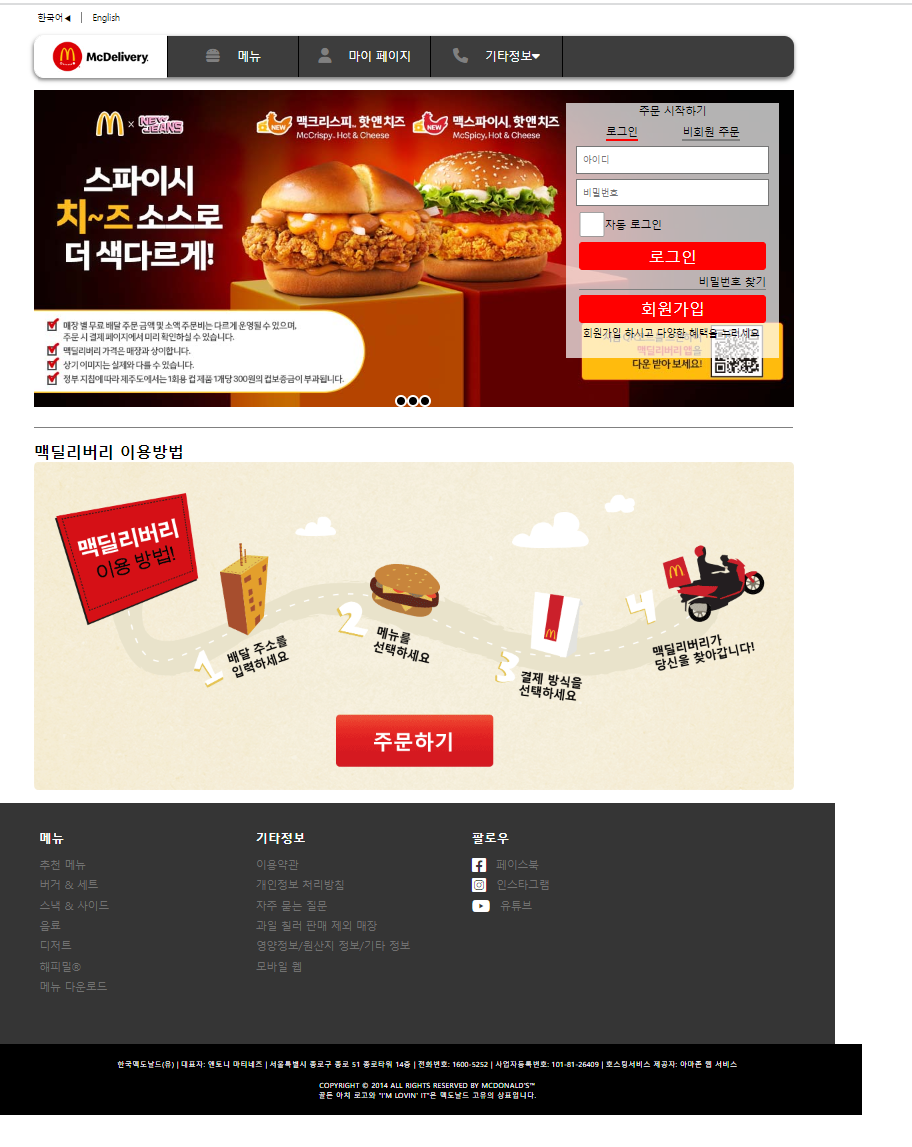 한국어◀ | English
McDelivery.
메뉴
마이 페이지
기타정보▾
M x NEW JEANS
NEW 맥크리스피™ 핫앤치즈
McCrispy™ Hot & Cheese
NEW 맥스파이시® 핫앤치즈
McSpicy® Hot & Cheese
스파이시
치~즈 소스로
더 색다르게!
매장 별 무료 배달 주문 금액 및 소액 주문비는 다르게 운영될 수 있으며,
주문 시 결제 페이지에서 미리 확인하실 수 있습니다.
맥딜리버리 가격은 매장과 상이합니다.
상기 이미지는 실제와 다를 수 있습니다.
정부 지침에 따라 제주도에서는 1회용 컵 제품 1개당 300원의 컵보증금이 부과됩니다.
주문 시작하기
로그인
비회원 주문
아이디
비밀번호
자동 로그인
로그인
비밀번호 찾기
회원가입
회원가입 하시고 다양한 혜택을 누리세요
맥딜리버리 앱을
다운 받아 보세요!
맥딜리버리 이용방법
맥딜리버리
이용 방법!
1 배달 주소를
입력하세요
2 메뉴를
선택하세요
3 결제 방식을
선택하세요
4
맥딜리버리가
당신을 찾아갑니다!
주문하기
메뉴
추천 메뉴
버거 & 세트
스낵 & 사이드
음료
디저트
해피밀®
메뉴 다운로드
기타정보
이용약관
개인정보 처리방침
자주 묻는 질문
과일 칠러 판매 제외 매장
영양정보/원산지 정보/기타 정보
모바일 웹
팔로우
페이스북
인스타그램
유튜브
한국맥도날드(유) | 대표자: 앤토니 마티네즈 | 서울특별시 종로구 종로 51 종로타워 14층 | 전화번호: 1600-5252 | 사업자등록번호: 101-81-26409 | 호스팅서비스 제공자: 아마존 웹 서비스
COPYRIGHT © 2014 ALL RIGHTS RESERVED BY MCDONALD'S™
골든 아치 로고와 "I'M LOVIN' IT"은 맥도날드 고유의 상표입니다.